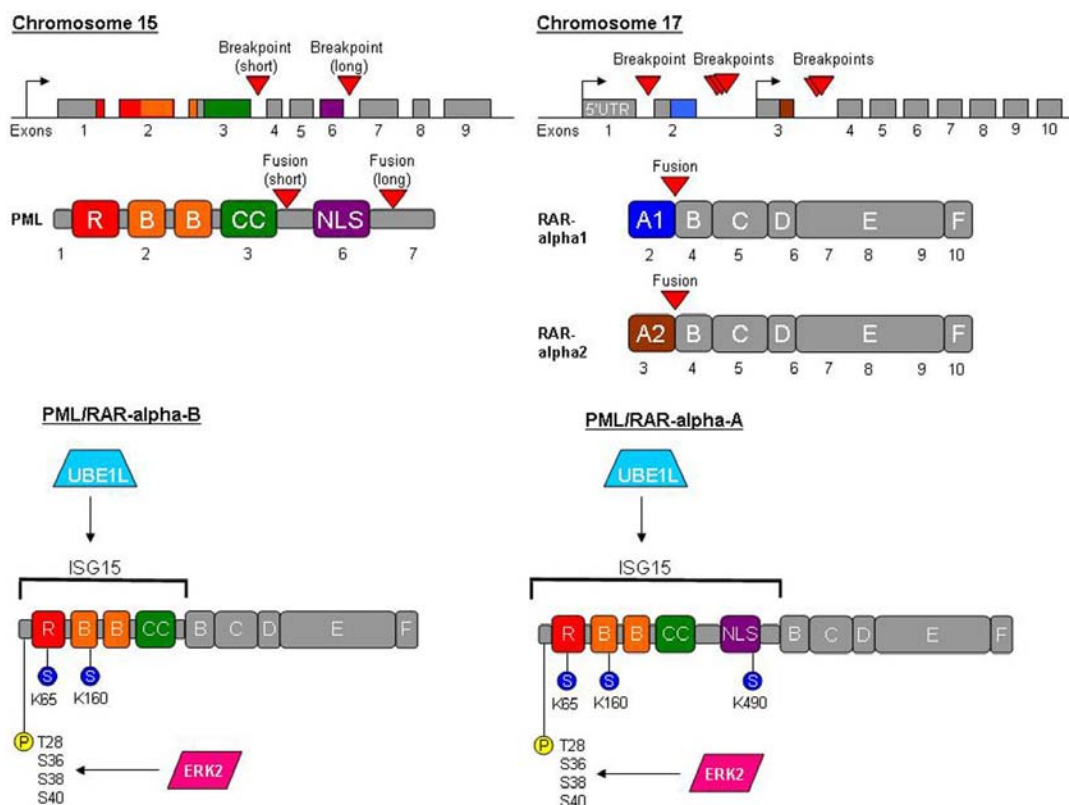 Chromosome 15
Breakpoint
(short)
Breakpoint
(long)
Exons
1
2
3
4
5
6
7
8
9
Fusion
(short)
Fusion
(long)
PML
R
B
B
CC
NLS
1
2
3
6
7
Chromosome 17
Breakpoint
Breakpoints
Breakpoints
5'UTR
Exons
1
2
3
4
5
6
7
8
9
10
Fusion
RAR-
alpha1
A1
B
C
D
E
F
2
4
5
6
7
8
9
10
Fusion
RAR-
alpha2
A2
B
C
D
E
F
3
4
5
6
7
8
9
10
PML/RAR-alpha-B
UBE1L
ISG15
R
B
B
CC
B
C
D
E
F
S
S
K65
K160
P
T28
S36
S38
S40
ERK2
PML/RAR-alpha-A
UBE1L
ISG15
R
B
B
CC
NLS
B
C
D
E
F
S
S
S
K65
K160
K490
P
T28
S36
S38
S40
ERK2